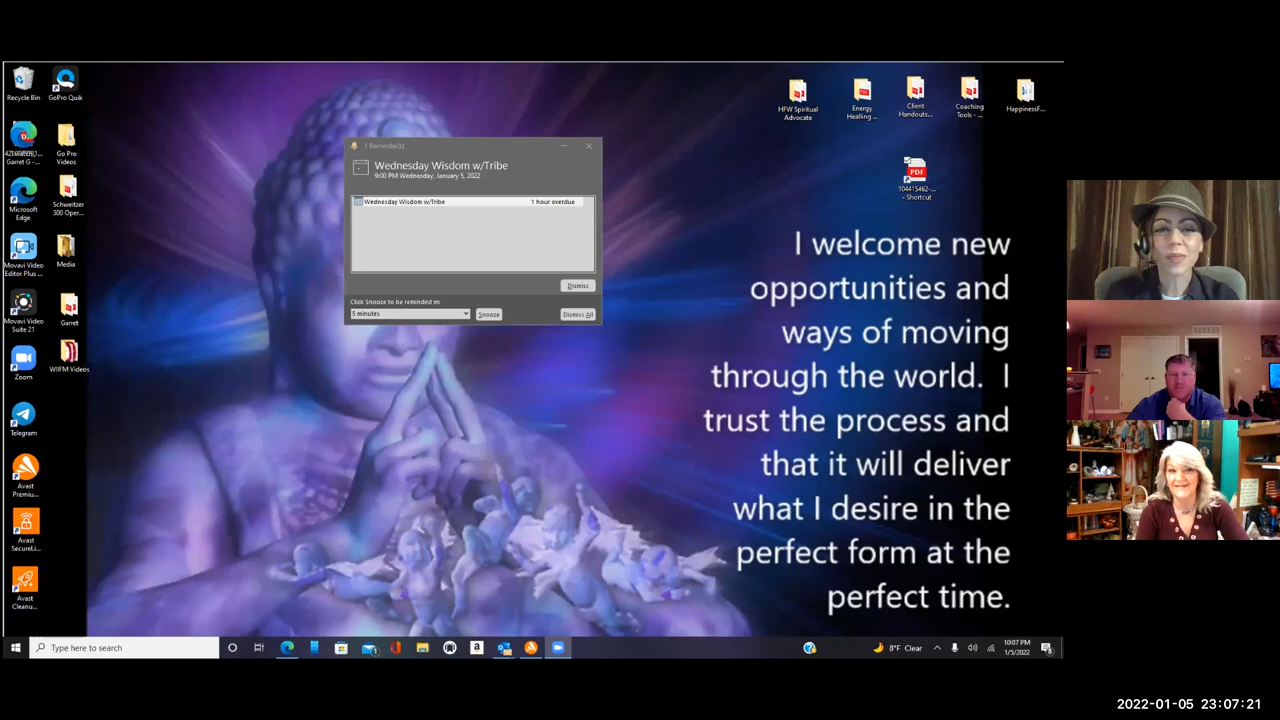 Recycle Bin
GoPro Quik
Garret G -...
Go Pro
Videos
Microsoft
Edge
Schweitzer
300 Oper...
Movavi Video
Editor Plus ...
Media
Movavi Video
Suite 21
Garret
Zoom
WIIFM Videos
Telegram
Avast
Premiu...
Avast
SecureLi...
Avast
Cleanu...
1 Reminder(s)
Wednesday Wisdom w/Tribe
9:00 PM Wednesday, January 5, 2022
Wednesday Wisdom w/Tribe 1 hour overdue
Dismiss
Click Snooze to be reminded in:
5 minutes Snooze Dismiss All
HFW Spiritual
Advocate
Energy
Healling ...
Client
Handouts...
Coaching
Tools - ...
HappinessF...
PDF
104415462-...
- Shortcut
I welcome new
opportunities and
ways of moving
through the world. I
trust the process and
that it will deliver
what I desire in the
perfect form at the
perfect time.
Type here to search
8°F Clear
10:07 PM
1/5/2022
2022-01-05 23:07:21